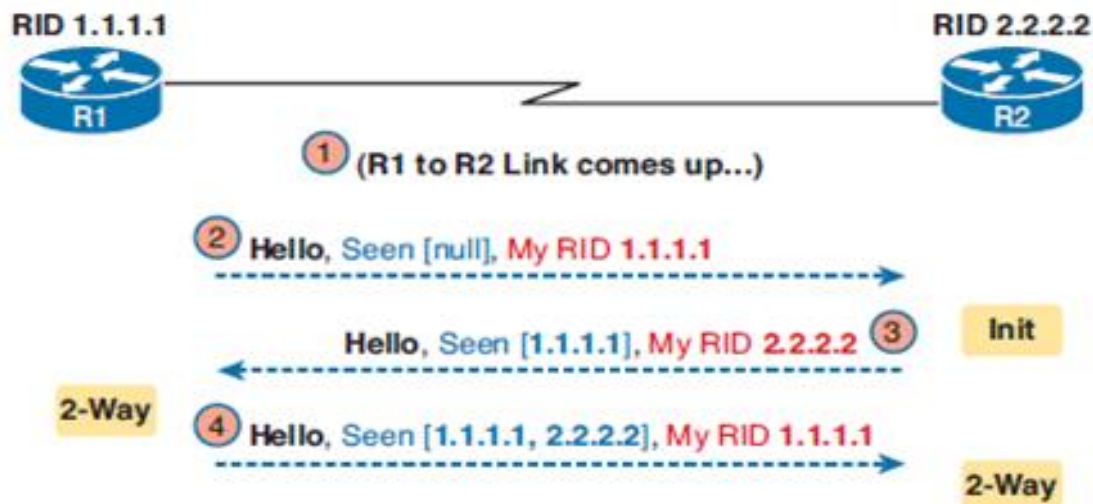 RID 1.1.1.1
RID 2.2.2.2
R1
R2
1 (R1 to R2 Link comes up...)
2 Hello, Seen [null], My RID 1.1.1.1
Hello, Seen [1.1.1.1], My RID 2.2.2.2 3
Init
2-Way
4 Hello, Seen [1.1.1.1, 2.2.2.2], My RID 1.1.1.1
2-Way